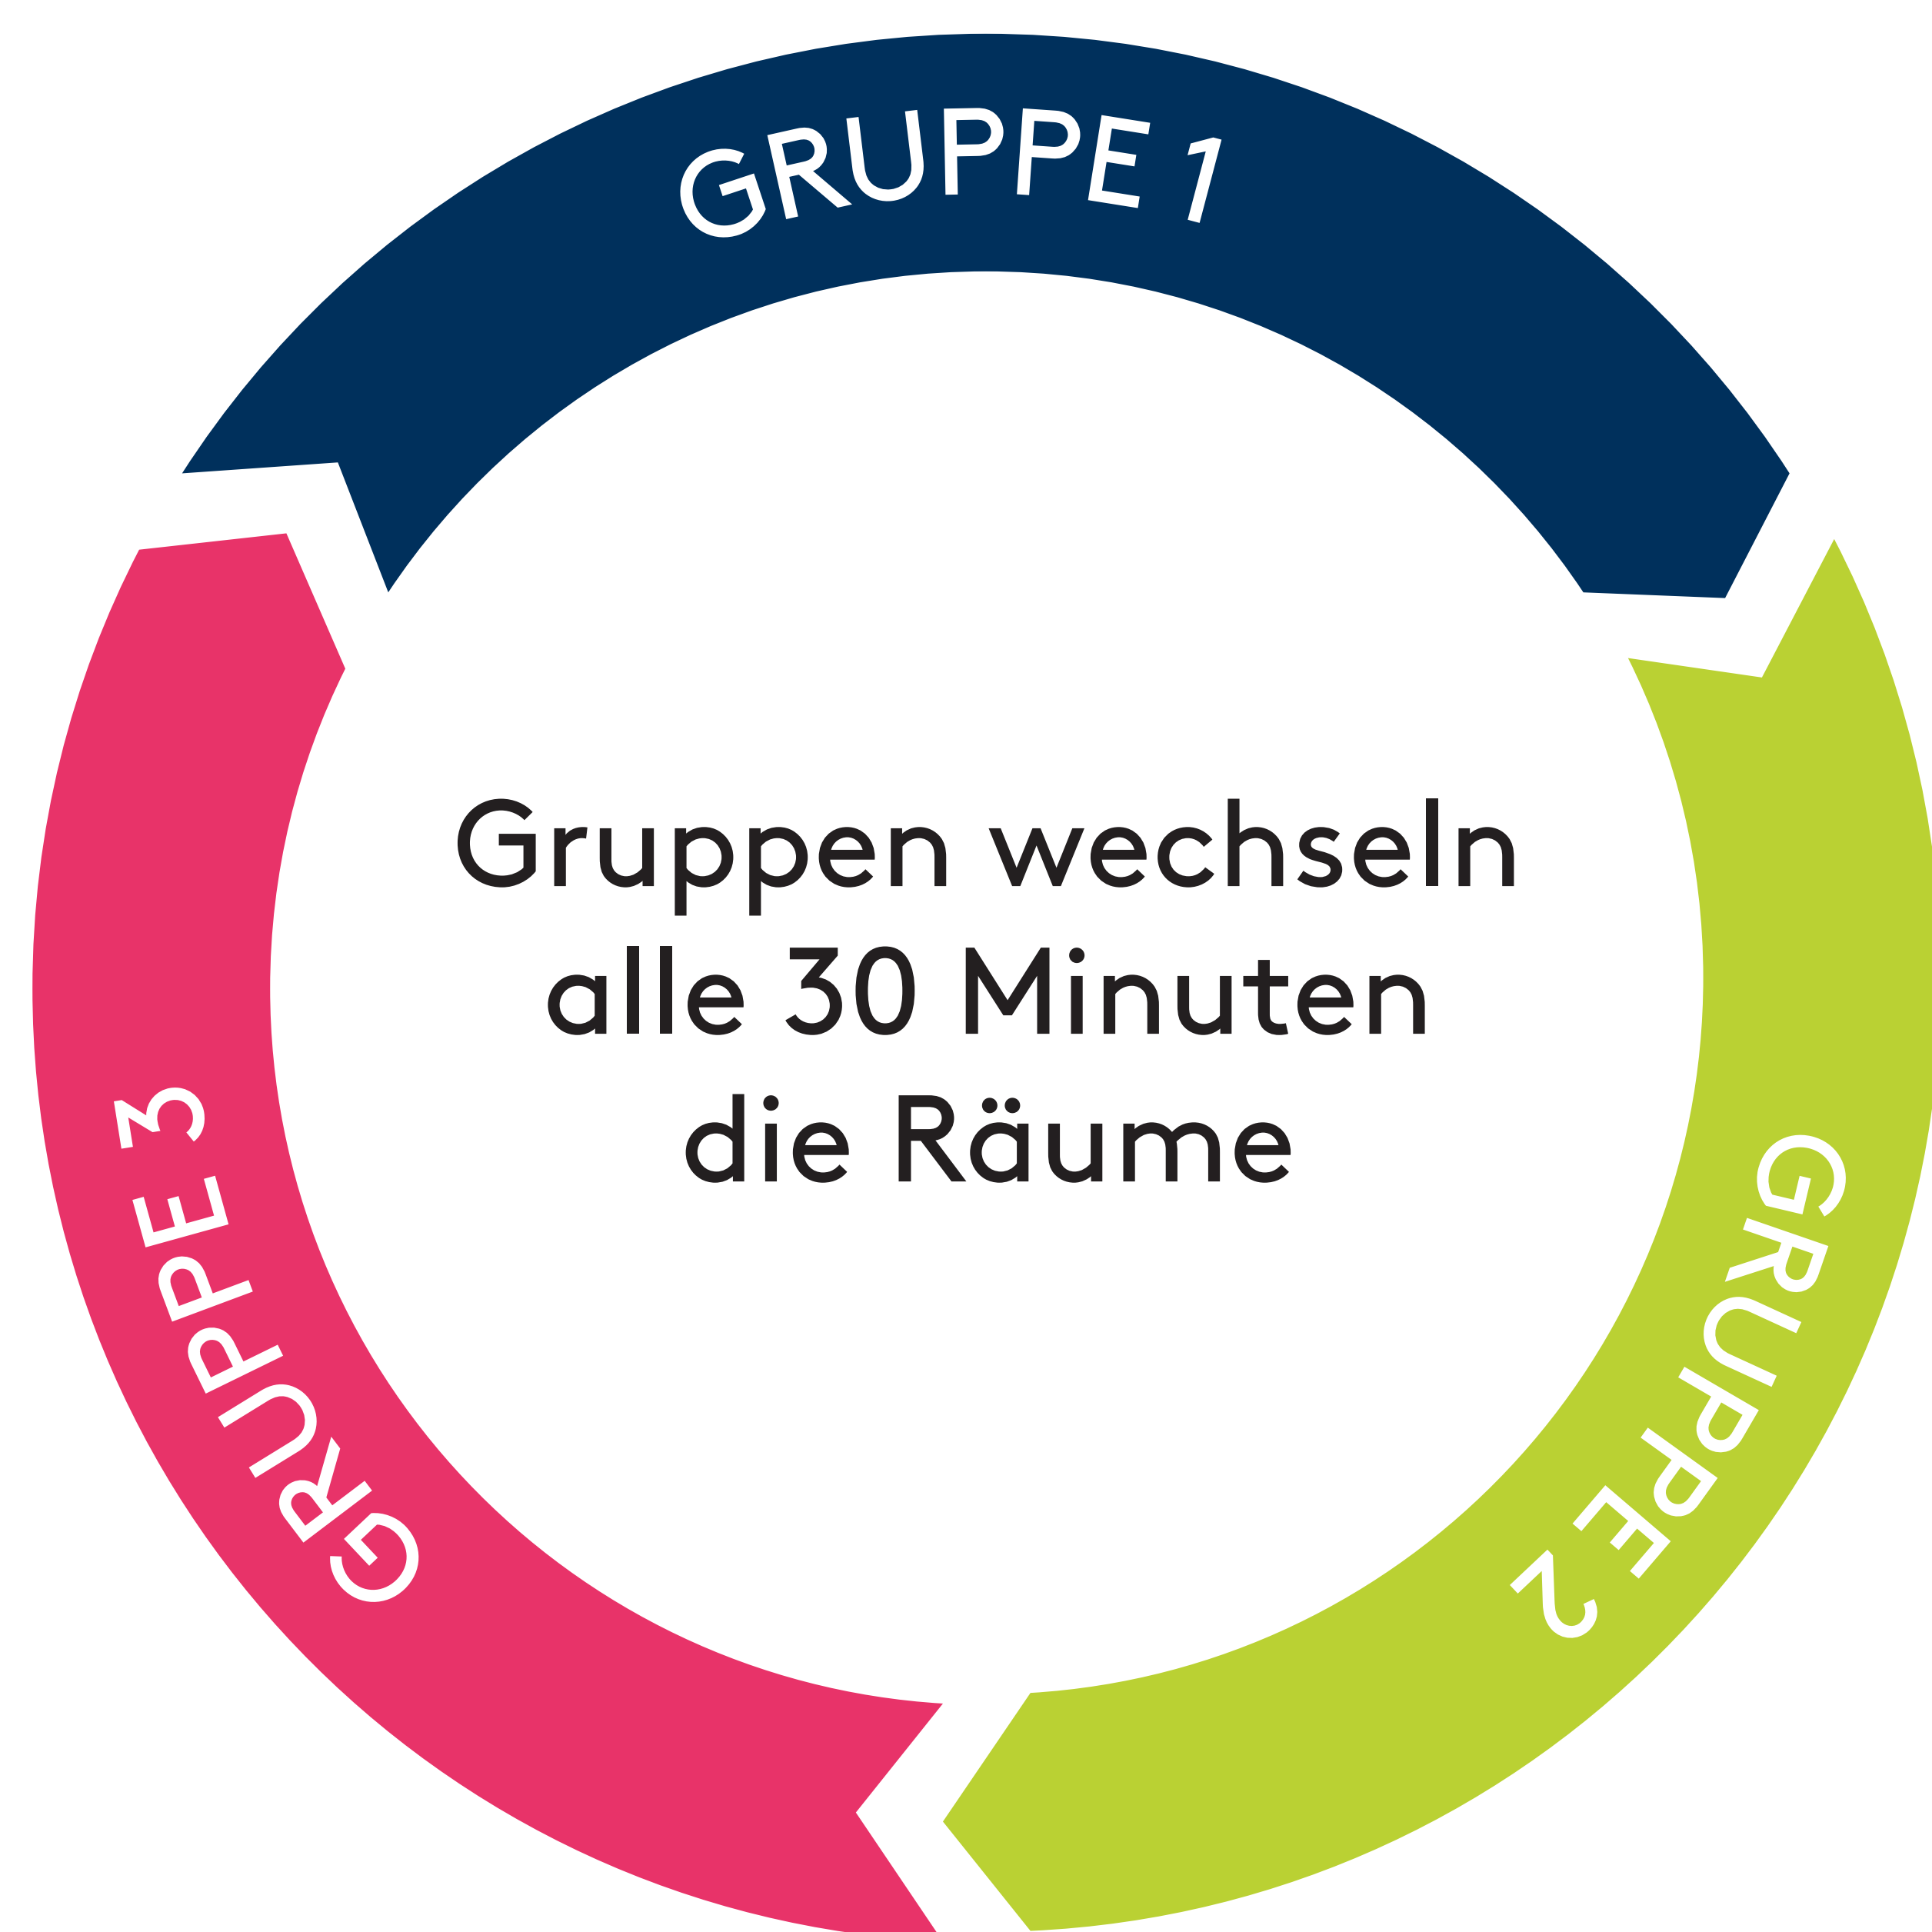 GRUPPE 1
Gruppen wechseln
alle 30 Minuten
die Räume
GRUPPE 2
GRUPPE 3